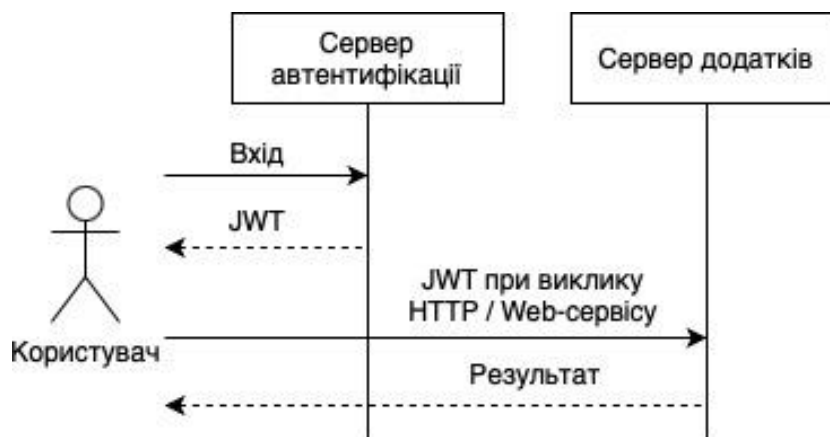 Сервер
автентифікації
Сервер додатків
Вхід
JWT
JWT при виклику
HTTP / Web-сервісу
Користувач
Результат